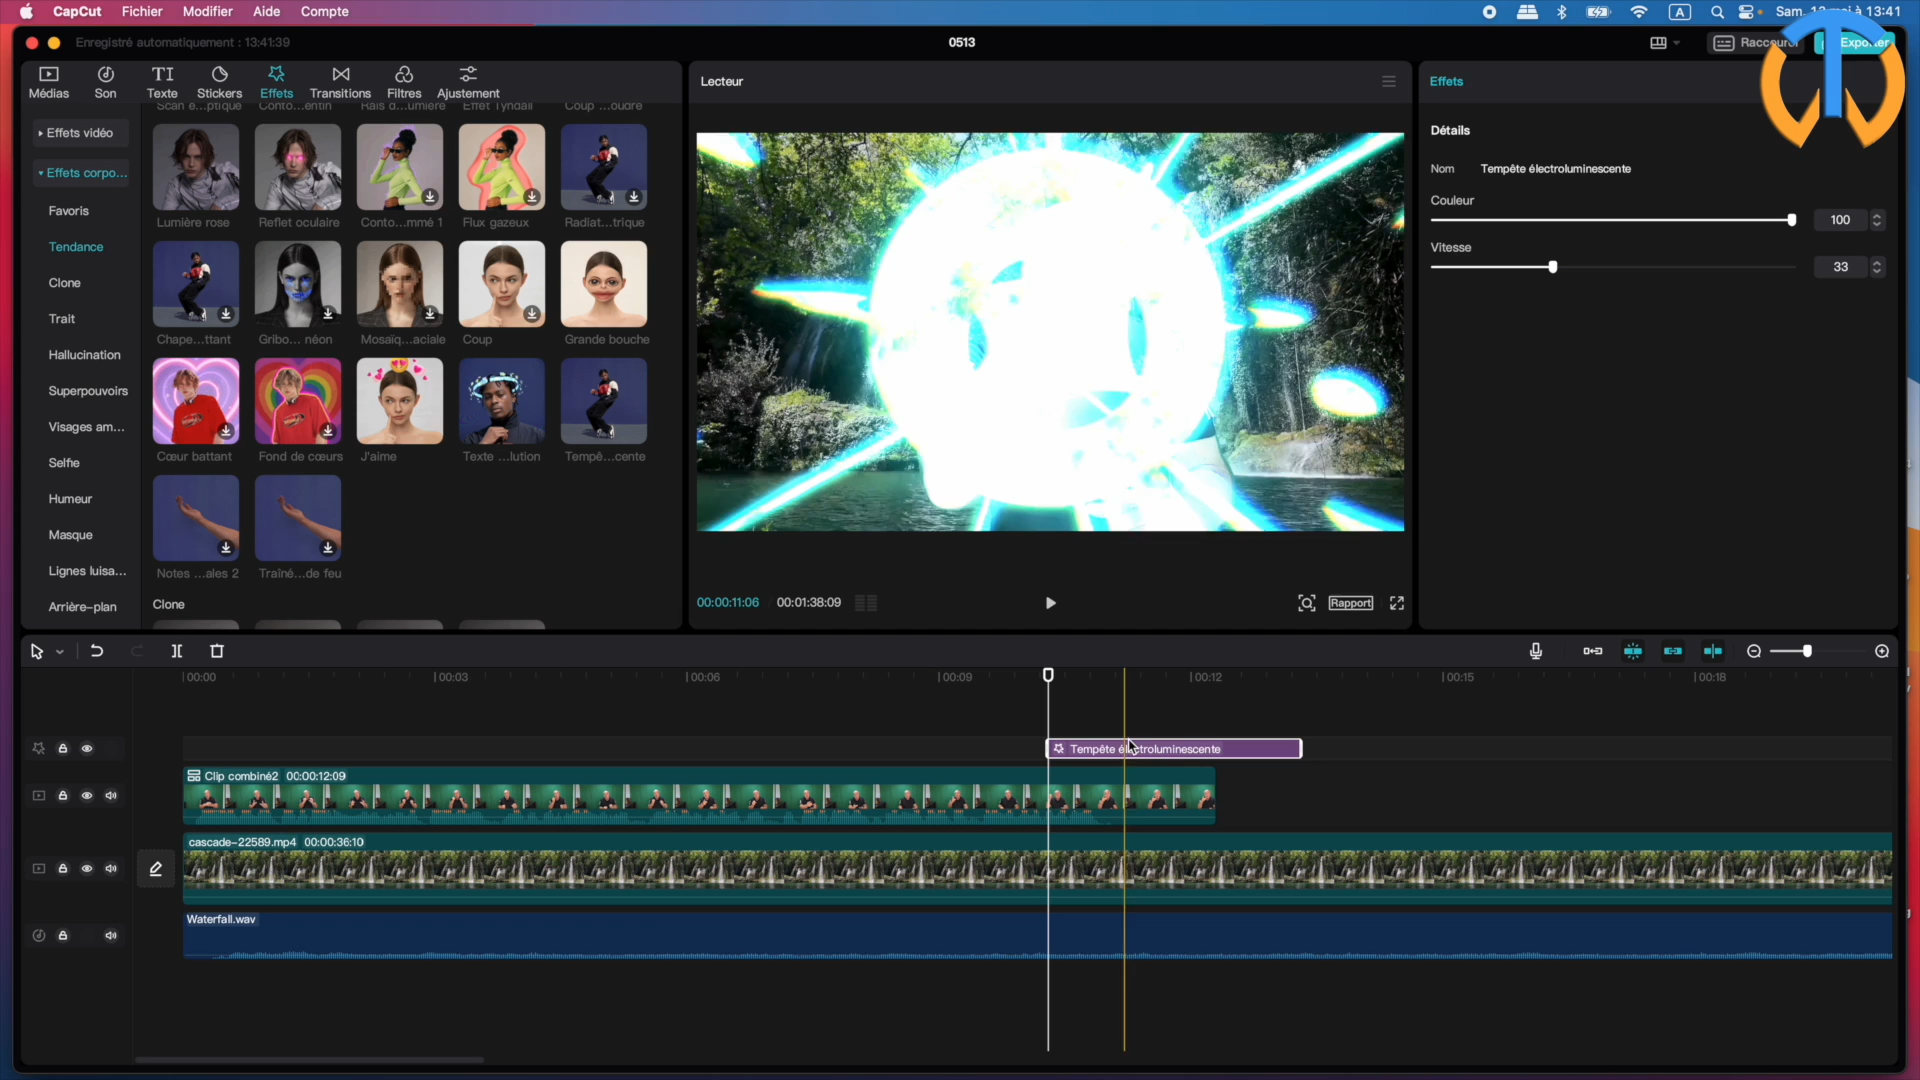 CapCut Fichier Modifier Aide Compte
A
Sam. 13 mai à 13:41
Enregistré automatiquement : 13:41:39
0513
Raccourci
Exporter
Médias Son Texte Stickers Effets Transitions Filtres Ajustement
Scan é...ptique Conto...entin Rais d...umière Effet Tyndall Coup ...oudre
Effets vidéo
Effets corpo...
Favoris
Tendance
Clone
Trait
Hallucination
Superpouvoirs
Visages am...
Selfie
Humeur
Masque
Lignes luisa...
Arrière-plan
Lumière rose Reflet oculaire Conto...mmé 1 Flux gazeux Radiat...trique
Chape...ttant Gribo... néon Mosaïq...aciale Coup Grande bouche
Cœur battant Fond de cœurs J'aime Texte ...lution Tempê...cente
Notes ...ales 2 Traîné...de feu
Clone
Lecteur
00:00:11:06 00:01:38:09
Rapport
Effets
Détails
Nom Tempête électroluminescente
Couleur
100
Vitesse
33
00:00 00:03 00:06 00:09 00:12 00:15 00:18
Tempête électroluminescente
Clip combiné2 00:00:12:09
cascade-22589.mp4 00:00:36:10
Waterfall.wav